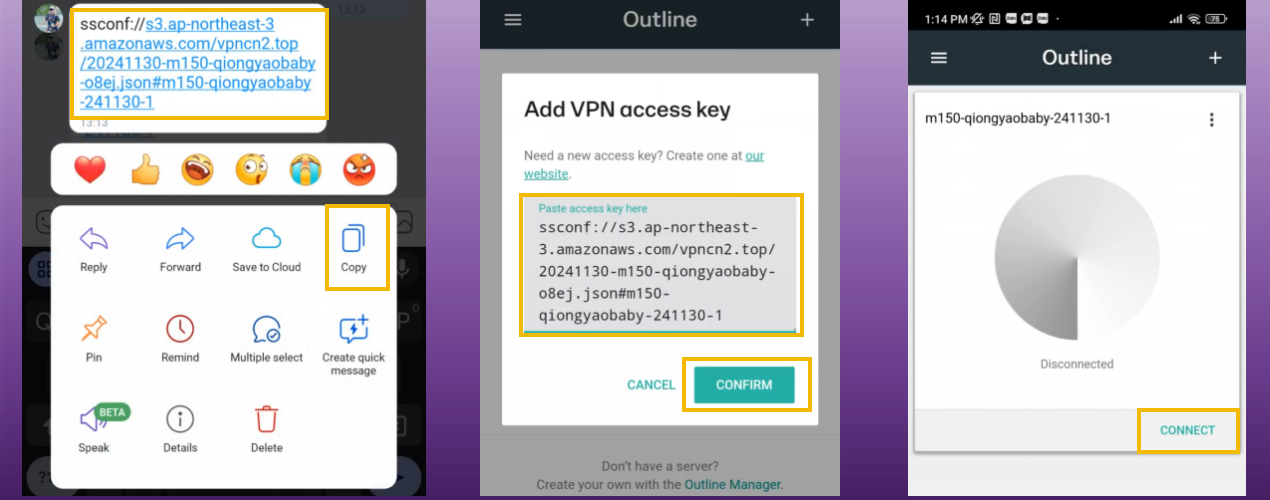 13:13
ssconf://s3.ap-northeast-3
.amazonaws.com/vpncn2.top
/20241130-m150-qiongyaobaby
-o8ej.json#m150-qiongyaobaby
-241130-1
13:13
Reply
Forward
Save to Cloud
Copy
Pin
Remind
Multiple select
Create quick
message
BETA
Speak
Details
Delete
Outline
Add VPN access key
Need a new access key? Create one at our
website.
Paste access key here
ssconf://s3.ap-northeast-
3.amazonaws.com/vpncn2.top/
20241130-m150-qiongyaobaby-
o8ej.json#m150-
qiongyaobaby-241130-1
CANCEL
CONFIRM
Don't have a server?
Create your own with the Outline Manager.
1:14 PM
75
Outline
m150-qiongyaobaby-241130-1
Disconnected
CONNECT